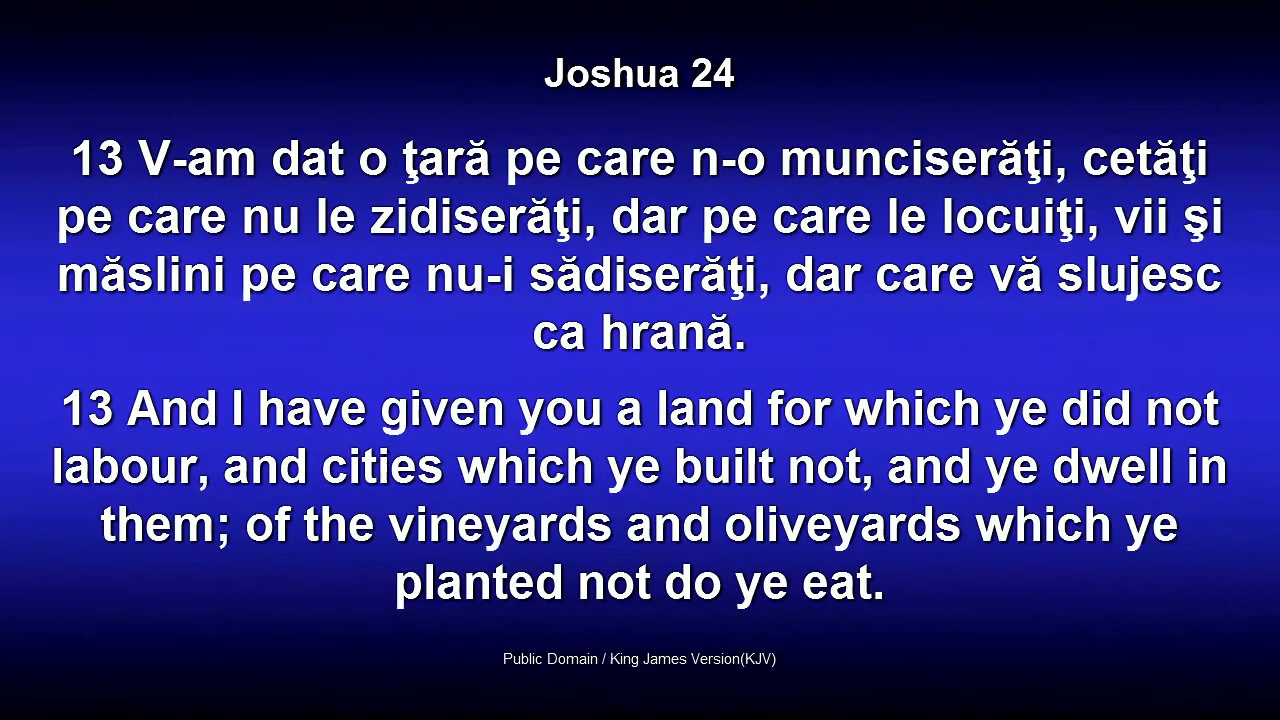 Joshua 24
13 V-am dat o ţară pe care n-o munciserăţi, cetăţi
pe care nu le zidiserăţi, dar pe care le locuiţi, vii şi
măslini pe care nu-i sădiserăţi, dar care vă slujesc
ca hrană.
13 And I have given you a land for which ye did not
labour, and cities which ye built not, and ye dwell in
them; of the vineyards and oliveyards which ye
planted not do ye eat.
Public Domain / King James Version(KJV)